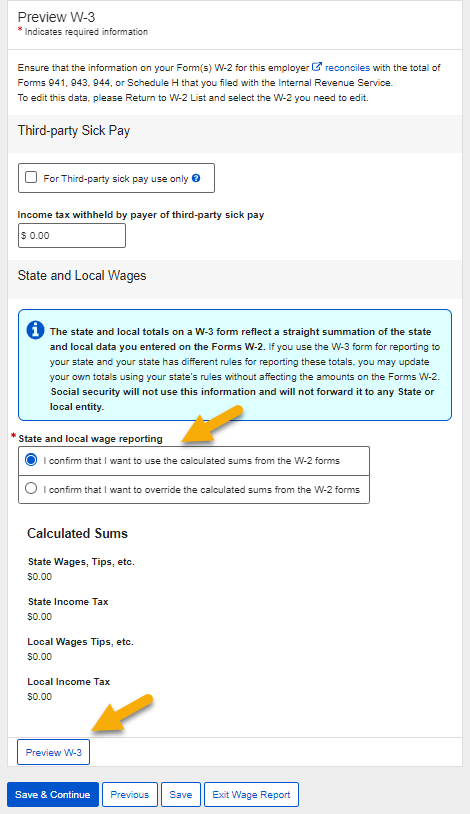 Preview W-3
* Indicates required information
Ensure that the information on your Form(s) W-2 for this employer reconciles with the total of
Forms 941, 943, 944, or Schedule H that you filed with the Internal Revenue Service.
To edit this data, please Return to W-2 List and select the W-2 you need to edit.
Third-party Sick Pay
For Third-party sick pay use only ?
Income tax withheld by payer of third-party sick pay
$ 0.00
State and Local Wages
The state and local totals on a W-3 form reflect a straight summation of the state
and local data you entered on the Forms W-2. If you use the W-3 form for reporting to
your state and your state has different rules for reporting these totals, you may update
your own totals using your state's rules without affecting the amounts on the Forms W-2.
Social security will not use this information and will not forward it to any State or
local entity.
* State and local wage reporting
I confirm that I want to use the calculated sums from the W-2 forms
I confirm that I want to override the calculated sums from the W-2 forms
Calculated Sums
State Wages, Tips, etc.
$0.00
State Income Tax
$0.00
Local Wages Tips, etc.
$0.00
Local Income Tax
$0.00
Preview W-3
Save & Continue
Previous
Save
Exit Wage Report